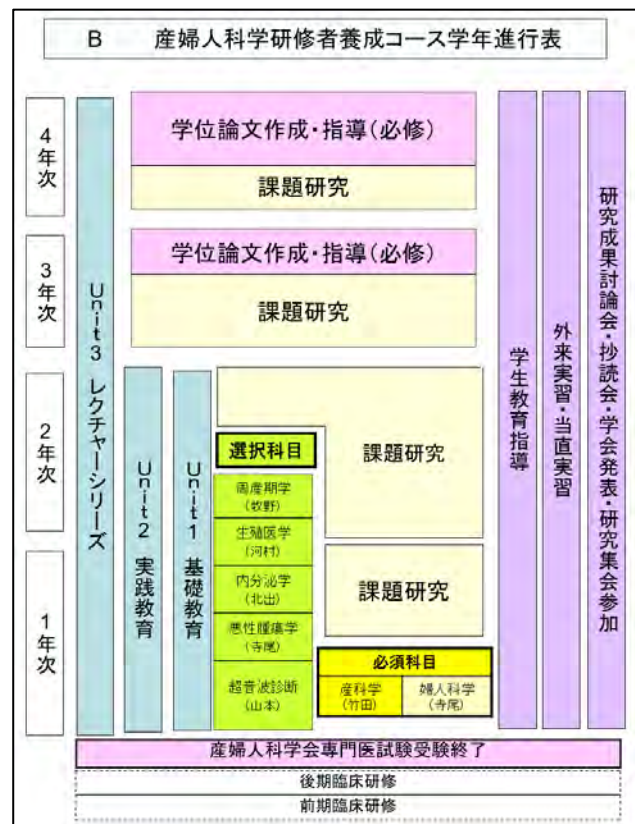 B 産婦人科学研修者養成コース学年進行表
4年次
学位論文作成・指導(必修)
課題研究
3年次
学位論文作成・指導(必修)
課題研究
2年次
1年次
Unit3 レクチャーシリーズ
Unit2 実践教育
Unit1 基礎教育
選択科目
周産期学
(牧野)
生殖医学
(河村)
内分泌学
(北出)
悪性腫瘍学
(寺尾)
超音波診断
(山本)
課題研究
課題研究
必須科目
産科学
(竹田)
婦人科学
(寺尾)
学生教育指導
外来実習・当直実習
研究成果討論会・抄読会・学会発表・研究集会参加
産婦人科学会専門医試験受験終了
後期臨床研修
前期臨床研修